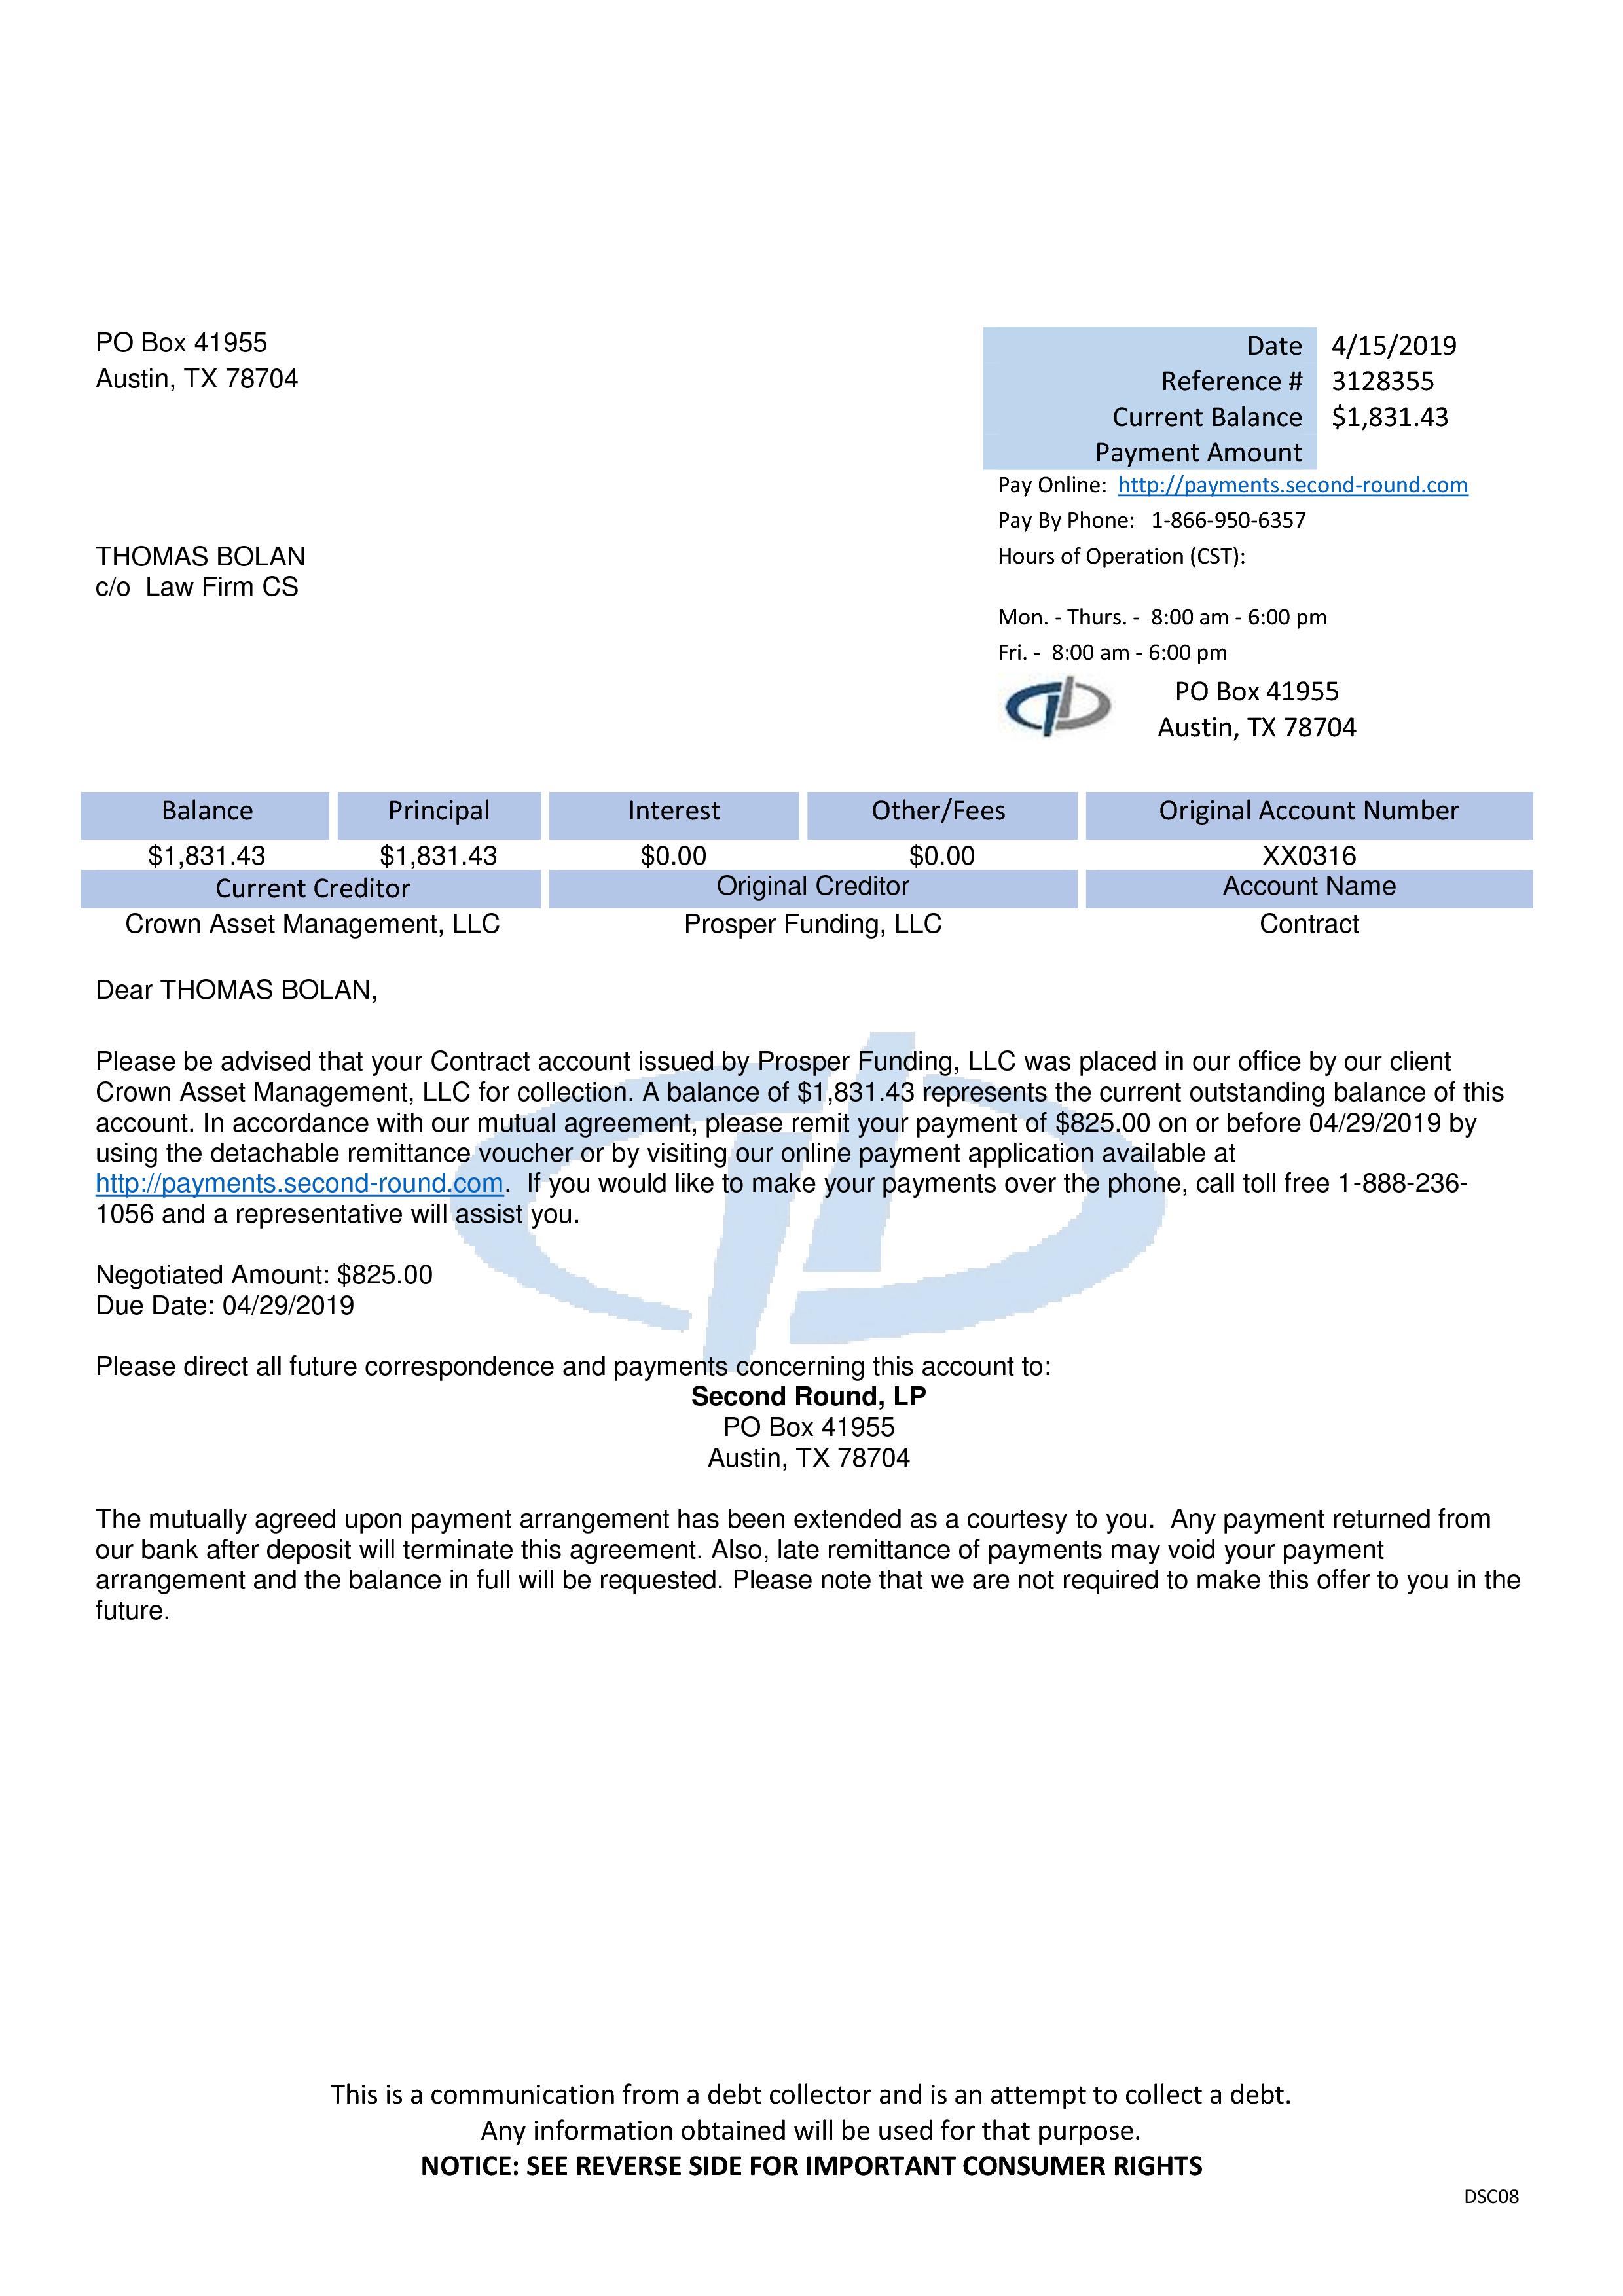 PO Box 41955
Austin, TX 78704
Date 4/15/2019
Reference # 3128355
Current Balance $1,831.43
Payment Amount
Pay Online: http://payments.second-round.com
Pay By Phone: 1-866-950-6357
THOMAS BOLAN
c/o Law Firm CS
Hours of Operation (CST):
Mon. - Thurs. - 8:00 am - 6:00 pm
Fri. - 8:00 am - 6:00 pm
PO Box 41955
Austin, TX 78704
Balance Principal Interest Other/Fees Original Account Number
$1,831.43 $1,831.43 $0.00 $0.00 XX0316
Current Creditor Original Creditor Account Name
Crown Asset Management, LLC Prosper Funding, LLC Contract
Dear THOMAS BOLAN,
Please be advised that your Contract account issued by Prosper Funding, LLC was placed in our office by our client
Crown Asset Management, LLC for collection. A balance of $1,831.43 represents the current outstanding balance of this
account. In accordance with our mutual agreement, please remit your payment of $825.00 on or before 04/29/2019 by
using the detachable remittance voucher or by visiting our online payment application available at
http://payments.second-round.com. If you would like to make your payments over the phone, call toll free 1-888-236-
1056 and a representative will assist you.
Negotiated Amount: $825.00
Due Date: 04/29/2019
Please direct all future correspondence and payments concerning this account to:
Second Round, LP
PO Box 41955
Austin, TX 78704
The mutually agreed upon payment arrangement has been extended as a courtesy to you. Any payment returned from
our bank after deposit will terminate this agreement. Also, late remittance of payments may void your payment
arrangement and the balance in full will be requested. Please note that we are not required to make this offer to you in the
future.
This is a communication from a debt collector and is an attempt to collect a debt.
Any information obtained will be used for that purpose.
NOTICE: SEE REVERSE SIDE FOR IMPORTANT CONSUMER RIGHTS
DSC08